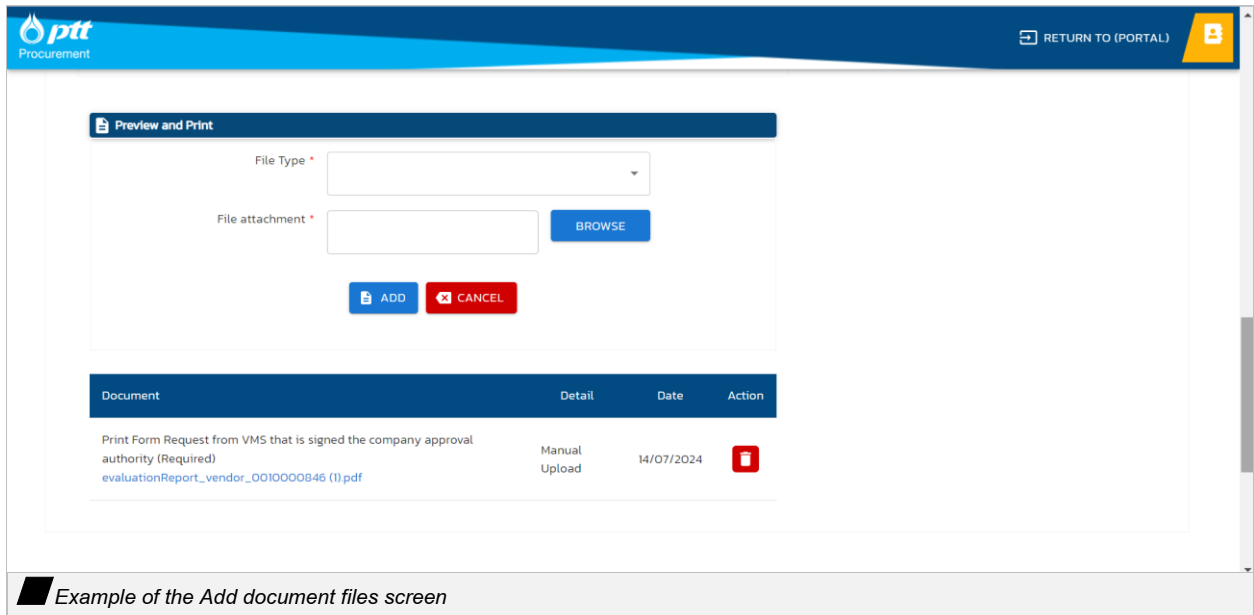 ptt
Procurement
RETURN TO (PORTAL)
Preview and Print
File Type *
File attachment *
BROWSE
ADD
CANCEL
Document Detail Date Action
Print Form Request from VMS that is signed the company approval
authority (Required)
evaluationReport_vendor_0010000846 (1).pdf
Manual
Upload
14/07/2024
Example of the Add document files screen